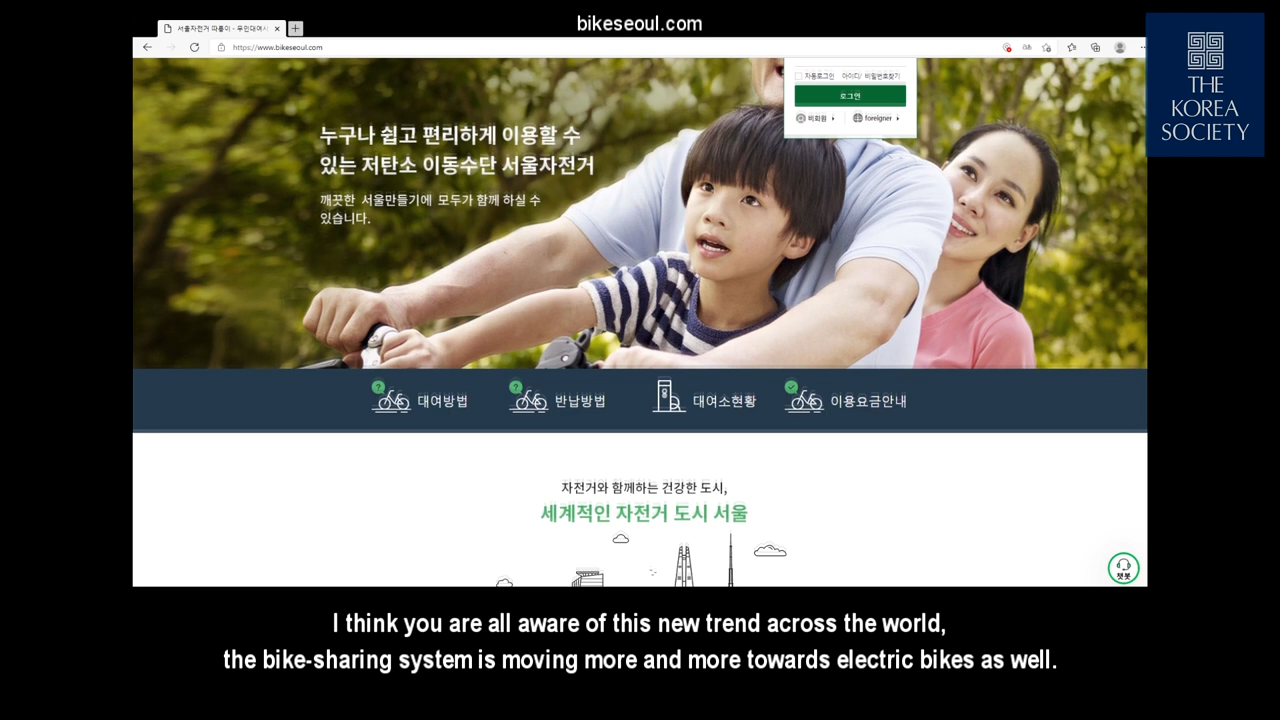 bikeseoul.com
서울자전거 따릉이 - 무인대여시
https://www.bikeseoul.com
THE
KOREA
SOCIETY
자동로그인 아이디/ 비밀번호찾기
로그인
비회원 foreigner
누구나 쉽고 편리하게 이용할 수
있는 저탄소 이동수단 서울자전거
깨끗한 서울만들기에 모두가 함께 하실 수
있습니다.
대여방법 반납방법 대여소현황 이용요금안내
자전거와 함께하는 건강한 도시,
세계적인 자전거 도시 서울
챗봇
I think you are all aware of this new trend across the world,
the bike-sharing system is moving more and more towards electric bikes as well.